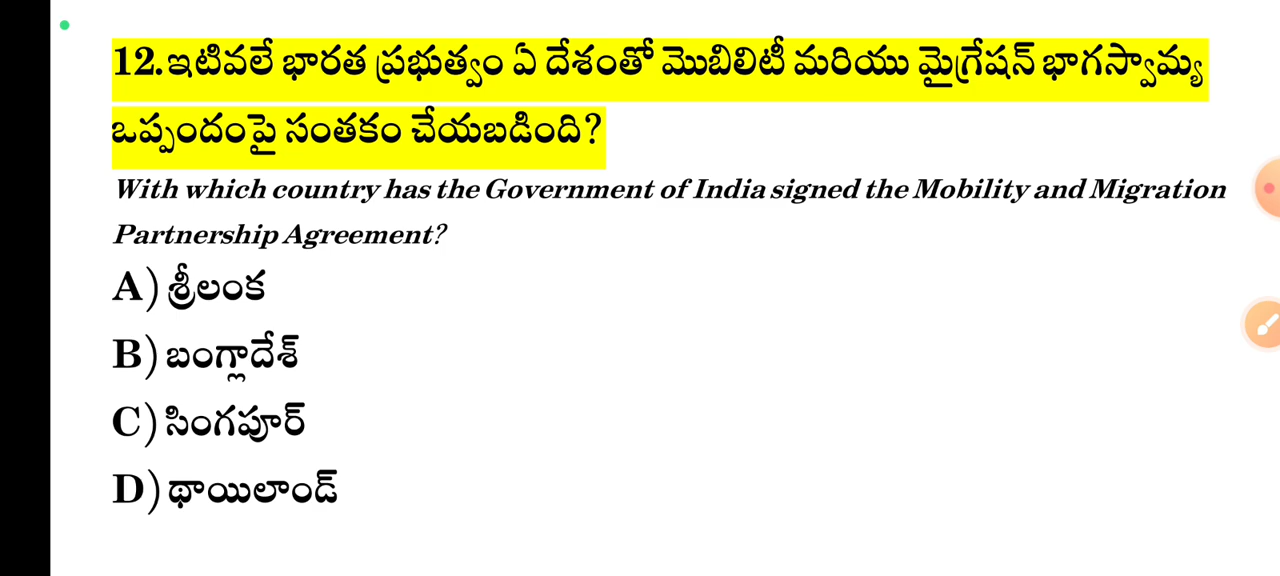 12.ఇటివలే భారత ప్రభుత్వం ఏ దేశంతో మొబిలిటీ మరియు మైగ్రేషన్ భాగస్వామ్య
ఒప్పందంపై సంతకం చేయబడింది?
With which country has the Government of India signed the Mobility and Migration
Partnership Agreement?
A) శ్రీలంక
B) బంగ్లాదేశ్
C) సింగపూర్
D) థాయిలాండ్